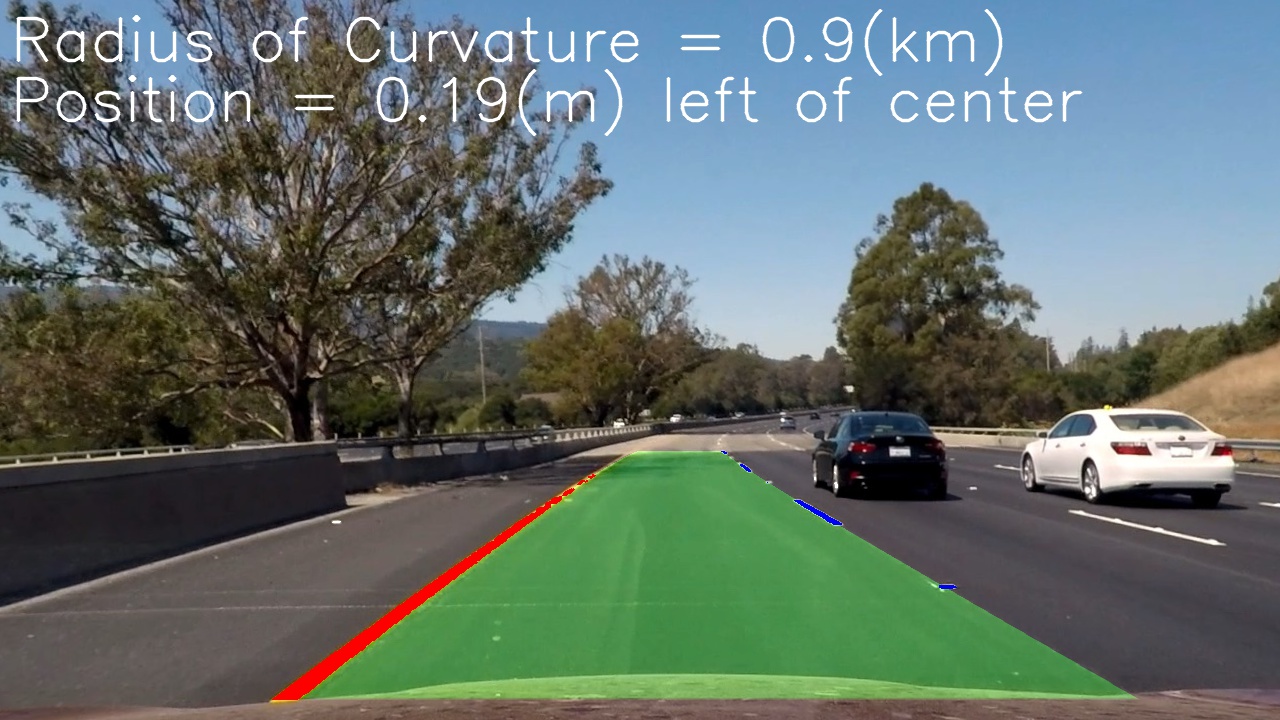 Radius of Curvature = 0.9(km)
Position = 0.19(m) left of center